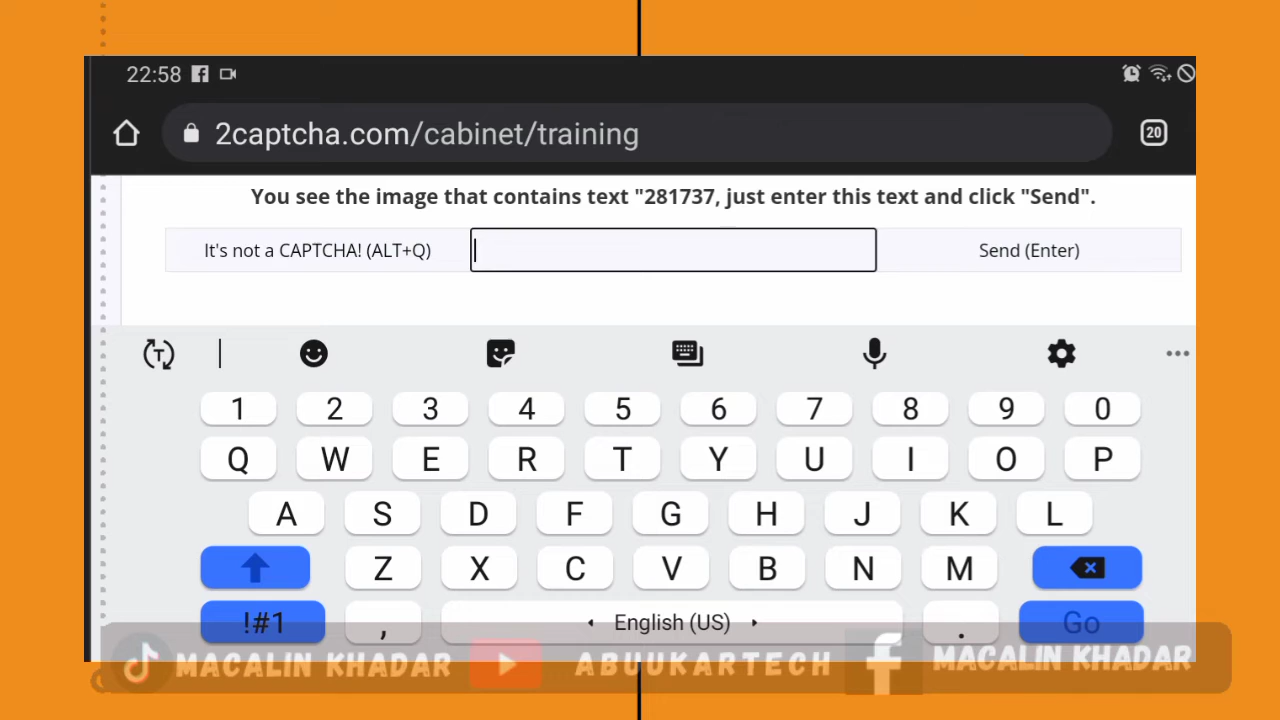 22:58
2captcha.com/cabinet/training
20
You see the image that contains text "281737, just enter this text and click "Send".
It's not a CAPTCHA! (ALT+Q)
Send (Enter)
T
1 2 3 4 5 6 7 8 9 0
Q W E R T Y U I O P
A S D F G H J K L
Z X C V B N M
!#1 , English (US) . Go
MACALIN KHADAR ABUUKARTECH MACALIN KHADAR